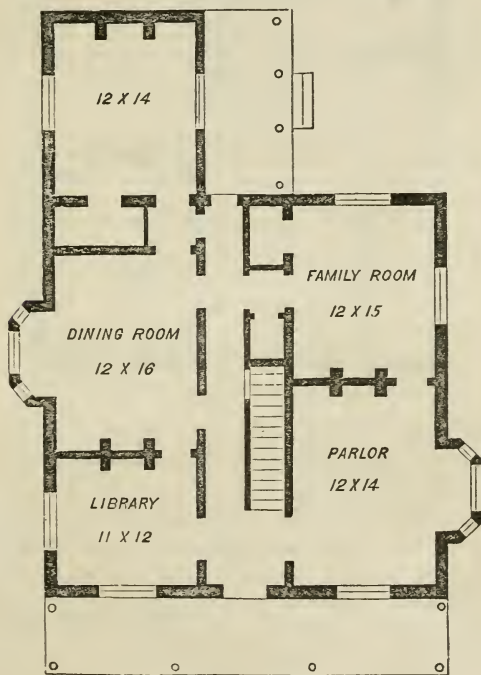 12 X 14
FAMILY ROOM
12 X 15
DINING ROOM
12 X 16
PARLOR
12 X 14
LIBRARY
11 X 12